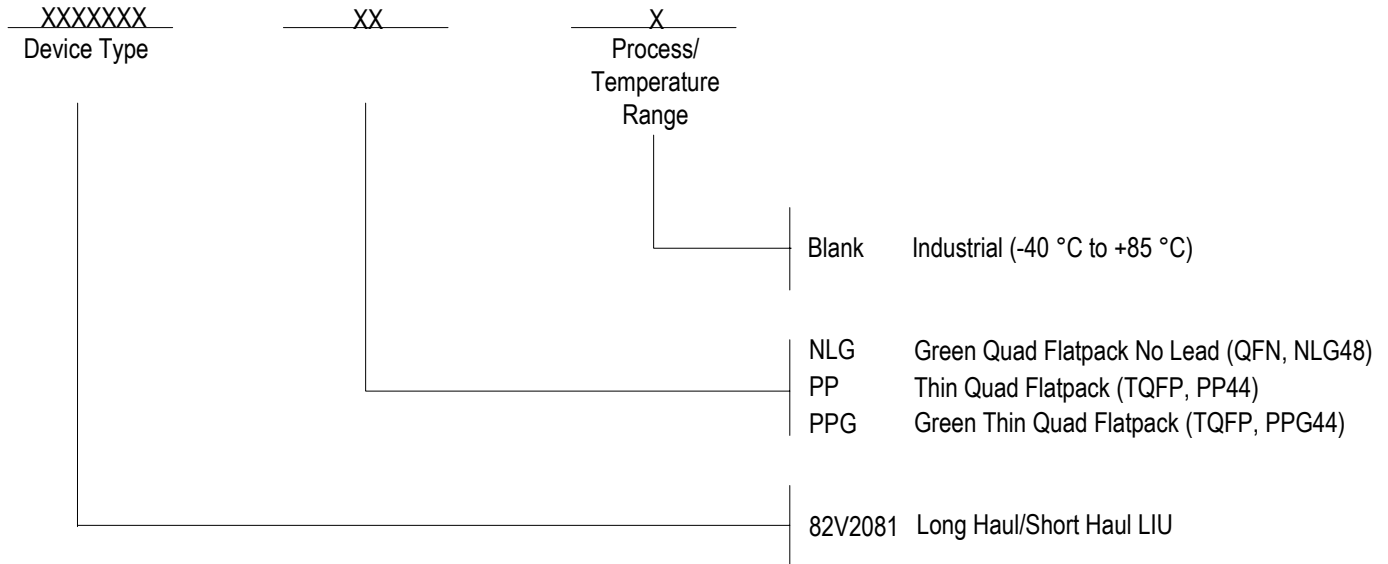 XXXXXXX
Device Type
XX
X
Process/
Temperature
Range
Blank Industrial (-40 °C to +85 °C)
NLG Green Quad Flatpack No Lead (QFN, NLG48)
PP Thin Quad Flatpack (TQFP, PP44)
PPG Green Thin Quad Flatpack (TQFP, PPG44)
82V2081 Long Haul/Short Haul LIU